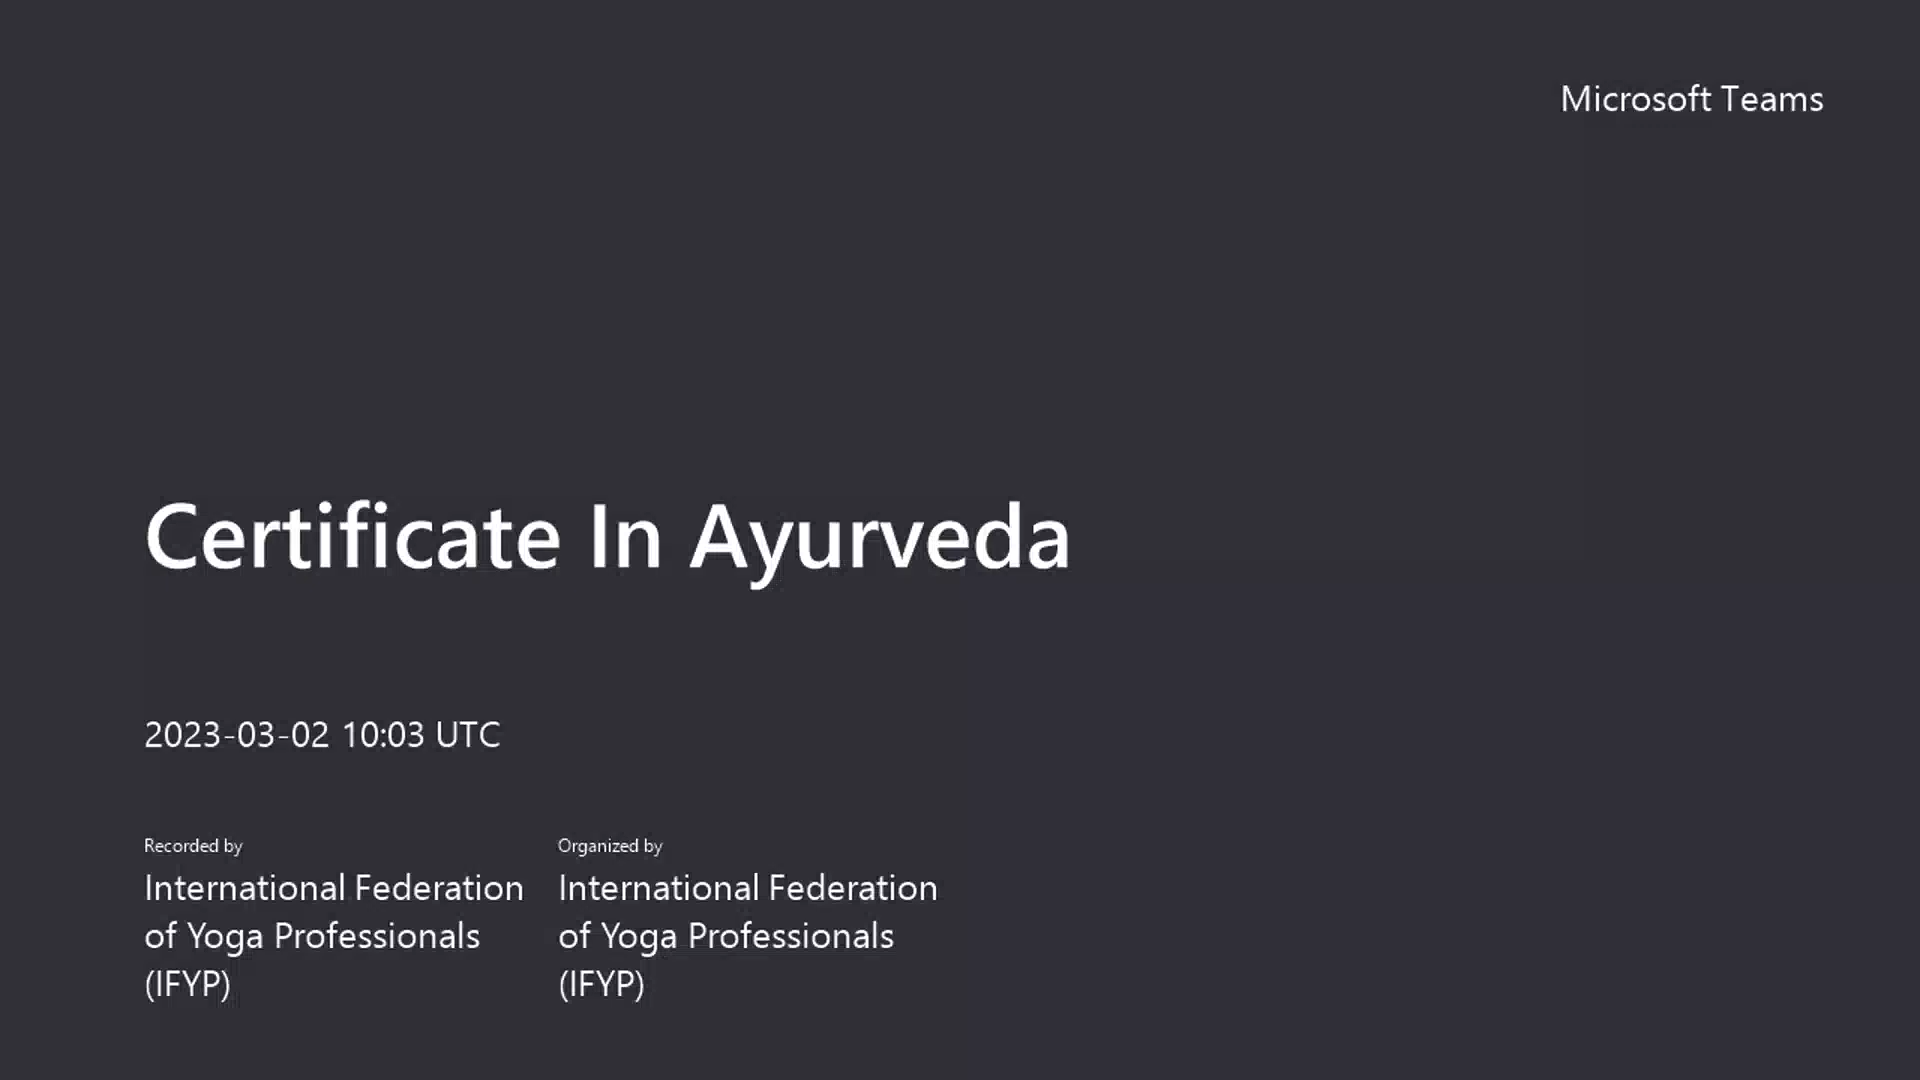 Microsoft Teams
Certificate In Ayurveda
2023-03-02 10:03 UTC
Recorded by
International Federation
of Yoga Professionals
(IFYP)
Organized by
International Federation
of Yoga Professionals
(IFYP)